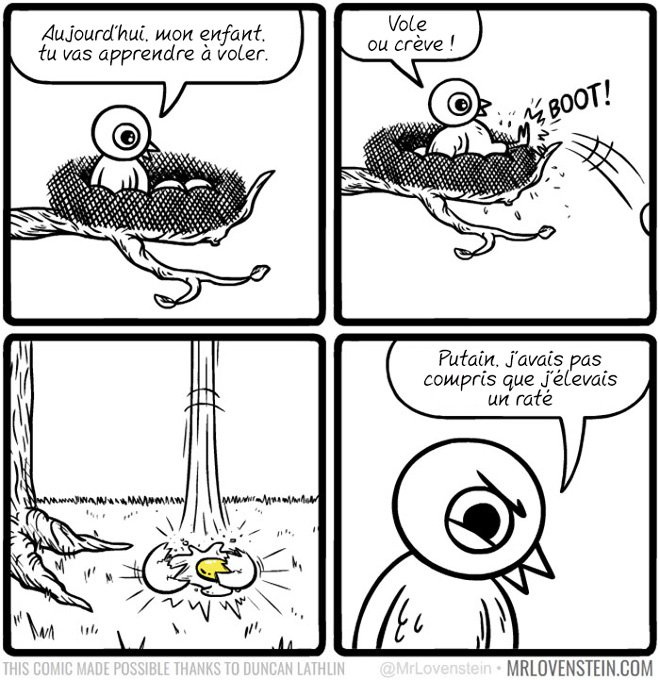 Aujourd'hui, mon enfant,
tu vas apprendre à voler.
Vole
ou crève !
BOOT!
Putain, j'avais pas
compris que j'élevais
un raté
THIS COMIC MADE POSSIBLE THANKS TO DUNCAN LATHLIN
@MrLovenstein • MRLOVENSTEIN.COM